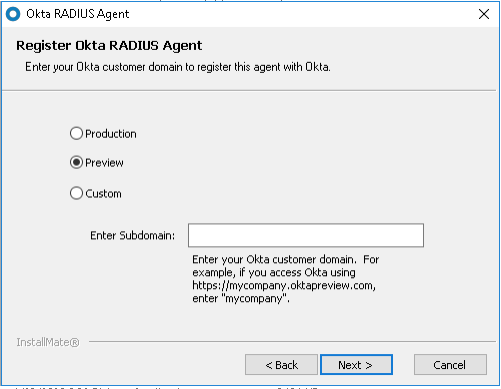 Okta RADIUS Agent
Register Okta RADIUS Agent
Enter your Okta customer domain to register this agent with Okta.
Production
Preview
Custom
Enter Subdomain:
Enter your Okta customer domain. For
example, if you access Okta using
https://mycompany.oktapreview.com,
enter "mycompany".
InstallMate®
< Back
Next >
Cancel